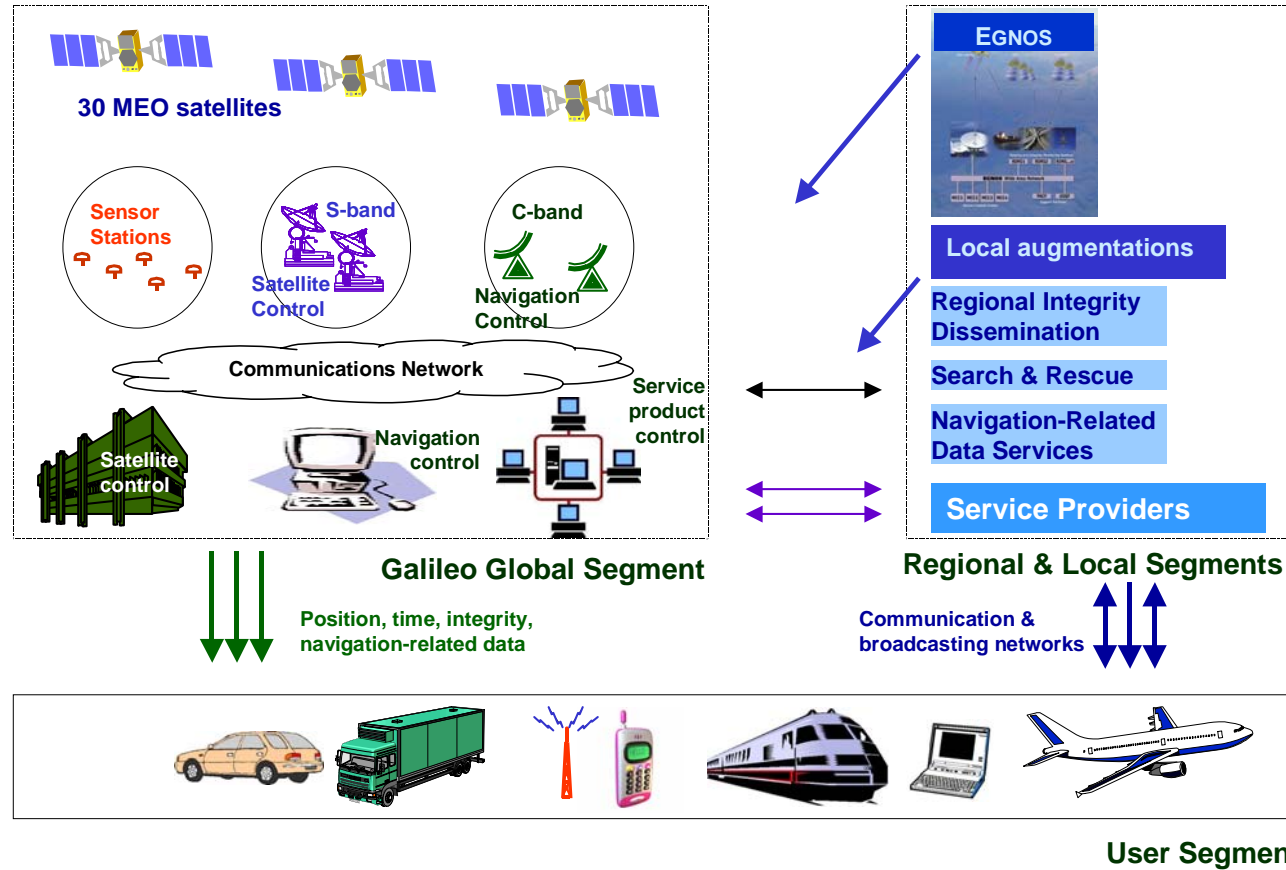 30 MEO satellites
Sensor
Stations
S-band
Satellite
Control
C-band
Navigation
Control
Communications Network
Satellite
control
Navigation
control
Service
product
control
Galileo Global Segment
EGNOS
Local augmentations
Regional Integrity
Dissemination
Search & Rescue
Navigation-Related
Data Services
Service Providers
Regional & Local Segments
Position, time, integrity,
navigation-related data
Communication &
broadcasting networks
User Segmen